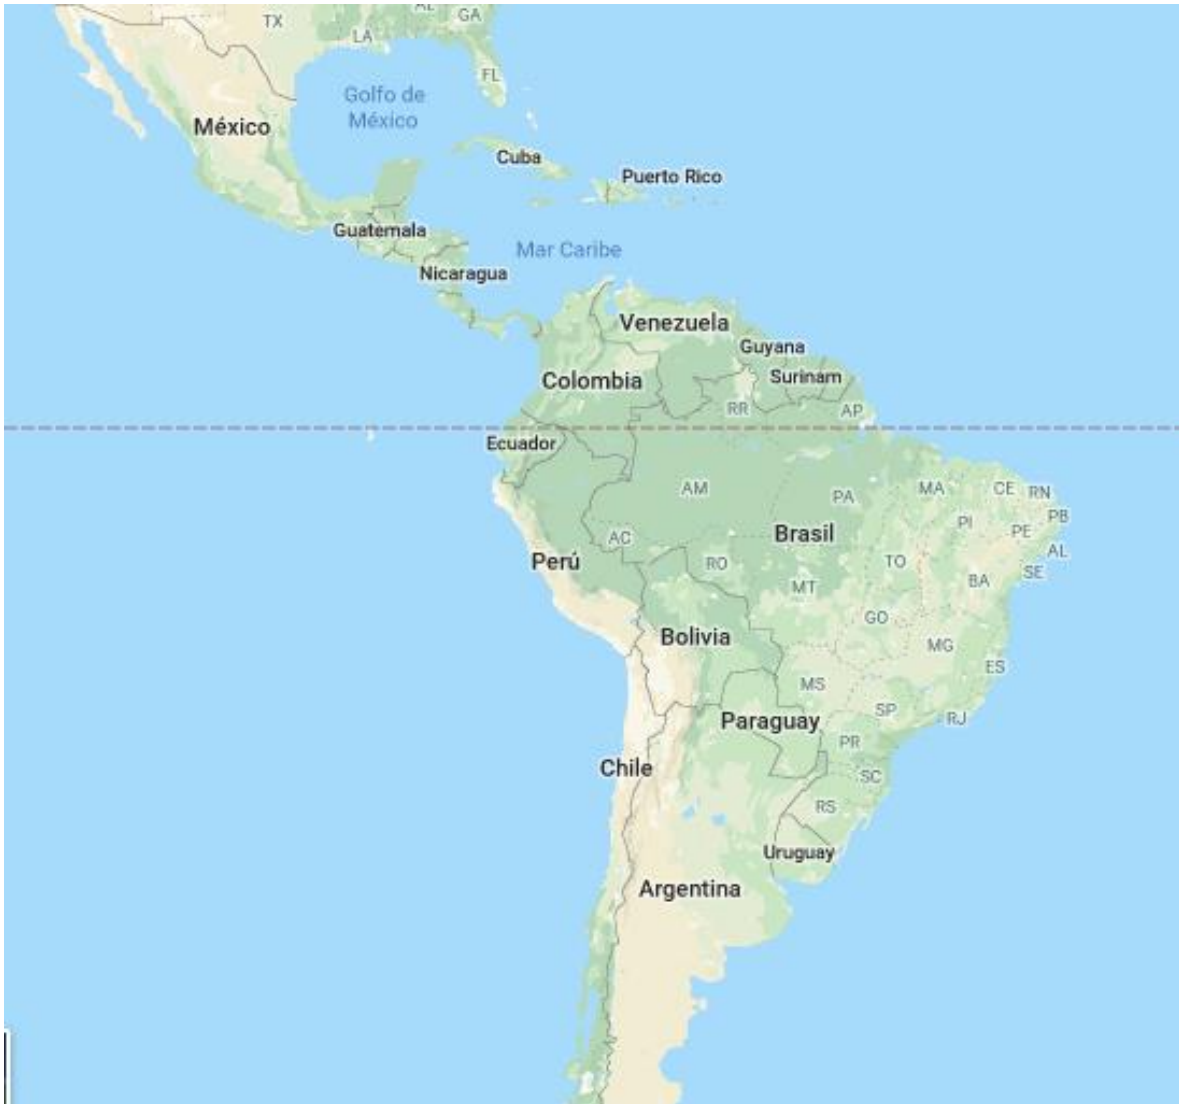 AL
GA
TX
LA
FL
Golfo de
México
México
Cuba
Puerto Rico
Guatemala
Mar Caribe
Nicaragua
Venezuela
Guyana
Colombia
Surinam
RR
AP
Ecuador
AM
PA
MA
CE
RN
PI
PB
PE
Brasil
AC
AL
Perú
RO
TO
SE
BA
MT
GO
Bolivia
MG
ES
MS
SP
RJ
Paraguay
PR
Chile
SC
RS
Uruguay
Argentina